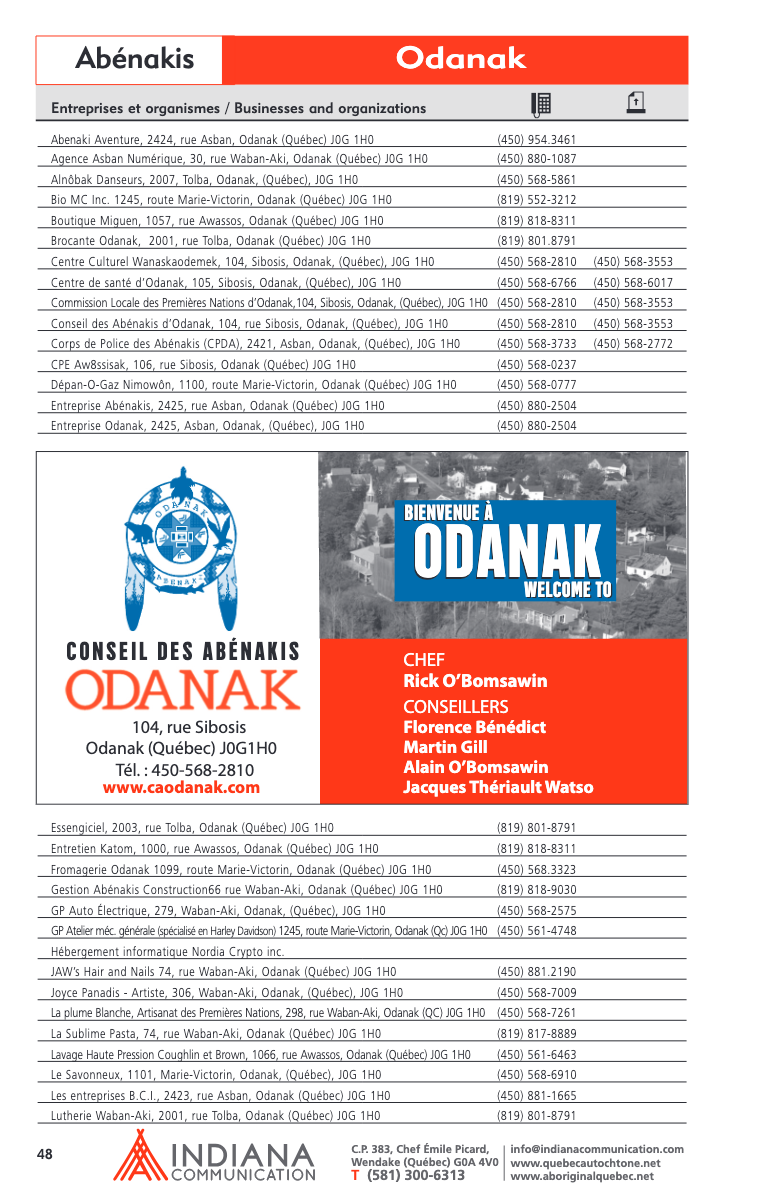 Abénakis
Odanak
Entreprises et organismes / Businesses and organizations
Abenaki Aventure, 2424, rue Asban, Odanak (Québec) J0G 1H0 (450) 954.3461
Agence Asban Numérique, 30, rue Waban-Aki, Odanak (Québec) J0G 1H0 (450) 880-1087
Alnôbak Danseurs, 2007, Tolba, Odanak, (Québec), J0G 1H0 (450) 568-5861
Bio MC Inc. 1245, route Marie-Victorin, Odanak (Québec) J0G 1H0 (819) 552-3212
Boutique Miguen, 1057, rue Awassos, Odanak (Québec) J0G 1H0 (819) 818-8311
Brocante Odanak, 2001, rue Tolba, Odanak (Québec) J0G 1H0 (819) 801.8791
Centre Culturel Wanaskaodemek, 104, Sibosis, Odanak, (Québec), J0G 1H0 (450) 568-2810 (450) 568-3553
Centre de santé d'Odanak, 105, Sibosis, Odanak, (Québec), J0G 1H0 (450) 568-6766 (450) 568-6017
Commission Locale des Premières Nations d'Odanak,104, Sibosis, Odanak, (Québec), J0G 1H0 (450) 568-2810 (450) 568-3553
Conseil des Abénakis d'Odanak, 104, rue Sibosis, Odanak, (Québec), J0G 1H0 (450) 568-2810 (450) 568-3553
Corps de Police des Abénakis (CPDA), 2421, Asban, Odanak, (Québec), J0G 1H0 (450) 568-3733 (450) 568-2772
CPE Aw8ssisak, 106, rue Sibosis, Odanak (Québec) J0G 1H0 (450) 568-0237
Dépan-O-Gaz Nimowôn, 1100, route Marie-Victorin, Odanak (Québec) J0G 1H0 (450) 568-0777
Entreprise Abénakis, 2425, rue Asban, Odanak (Québec) J0G 1H0 (450) 880-2504
Entreprise Odanak, 2425, Asban, Odanak, (Québec), J0G 1H0 (450) 880-2504
ODANAK
ABENAKI
CONSEIL DES ABÉNAKIS
ODANAK
104, rue Sibosis
Odanak (Québec) J0G1H0
Tél. : 450-568-2810
www.caodanak.com
BIENVENUE À
ODANAK
WELCOME TO
CHEF
Rick O'Bomsawin
CONSEILLERS
Florence Bénédict
Martin Gill
Alain O'Bomsawin
Jacques Thériault Watso
Essengiciel, 2003, rue Tolba, Odanak (Québec) J0G 1H0 (819) 801-8791
Entretien Katom, 1000, rue Awassos, Odanak (Québec) J0G 1H0 (819) 818-8311
Fromagerie Odanak 1099, route Marie-Victorin, Odanak (Québec) J0G 1H0 (450) 568.3323
Gestion Abénakis Construction66 rue Waban-Aki, Odanak (Québec) J0G 1H0 (819) 818-9030
GP Auto Électrique, 279, Waban-Aki, Odanak, (Québec), J0G 1H0 (450) 568-2575
GP Atelier méc. générale (spécialisé en Harley Davidson) 1245, route Marie-Victorin, Odanak (Qc) J0G 1H0 (450) 561-4748
Hébergement informatique Nordia Crypto inc.
JAW's Hair and Nails 74, rue Waban-Aki, Odanak (Québec) J0G 1H0 (450) 881.2190
Joyce Panadis - Artiste, 306, Waban-Aki, Odanak, (Québec), J0G 1H0 (450) 568-7009
La plume Blanche, Artisanat des Premières Nations, 298, rue Waban-Aki, Odanak (QC) J0G 1H0 (450) 568-7261
La Sublime Pasta, 74, rue Waban-Aki, Odanak (Québec) J0G 1H0 (819) 817-8889
Lavage Haute Pression Coughlin et Brown, 1066, rue Awassos, Odanak (Québec) J0G 1H0 (450) 561-6463
Le Savonneux, 1101, Marie-Victorin, Odanak, (Québec), J0G 1H0 (450) 568-6910
Les entreprises B.C.I., 2423, rue Asban, Odanak (Québec) J0G 1H0 (450) 881-1665
Lutherie Waban-Aki, 2001, rue Tolba, Odanak (Québec) J0G 1H0 (819) 801-8791
48
INDIANA
COMMUNICATION
C.P. 383, Chef Émile Picard,
Wendake (Québec) G0A 4V0
T (581) 300-6313
info@indianacommunication.com
www.quebecautochtone.net
www.aboriginalquebec.net